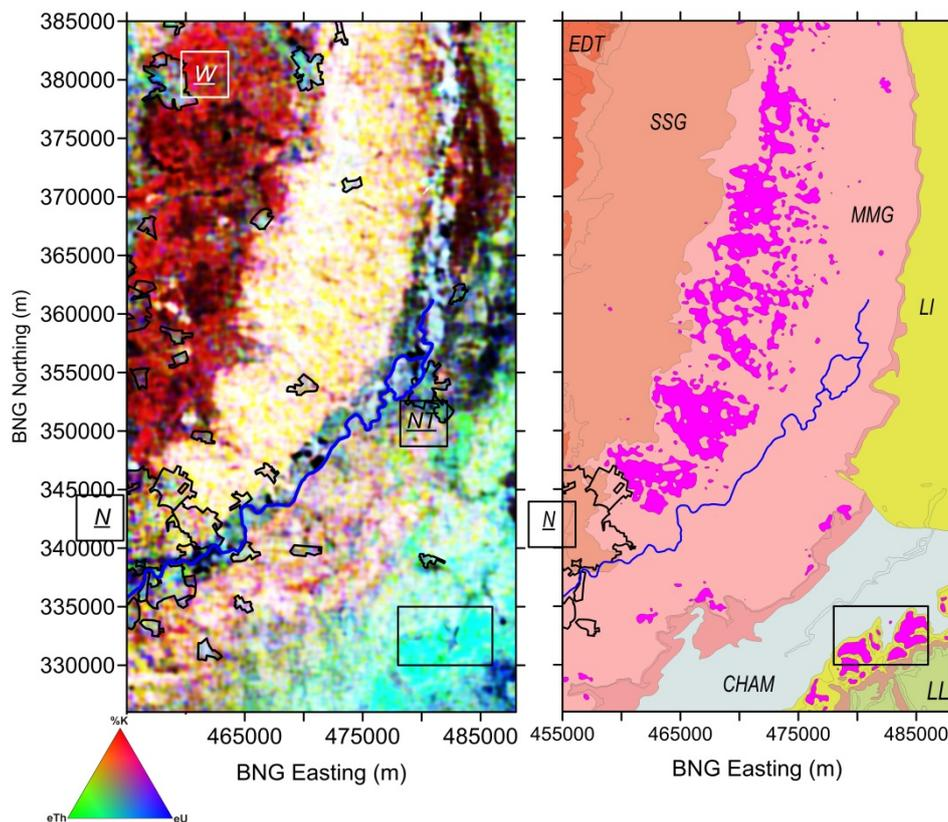 385000
380000
375000
370000
365000
360000
355000
350000
345000
340000
335000
330000
BNG Northing (m)
W
NT
N
465000 475000 485000
BNG Easting (m)
%K
eTh
eU
EDT
SSG
MMG
LI
N
CHAM
LL
455000 465000 475000 485000
BNG Easting (m)